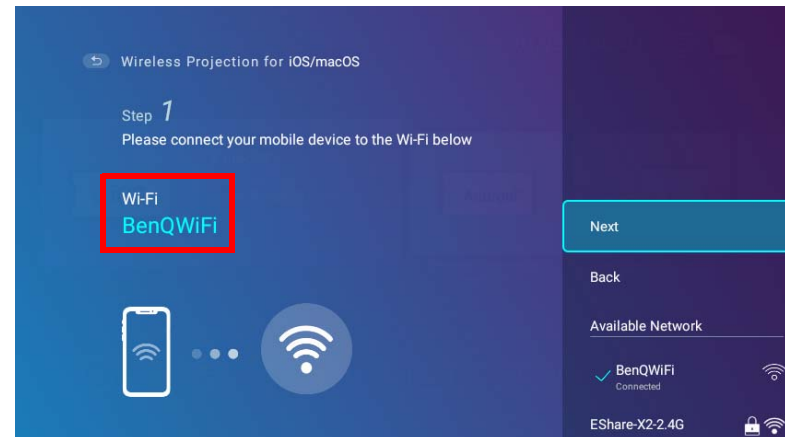 Wireless Projection for iOS/macOS
Step 1
Please connect your mobile device to the Wi-Fi below
Wi-Fi
BenQWiFi
Next
Back
Available Network
BenQWiFi
Connected
EShare-X2-2.4G